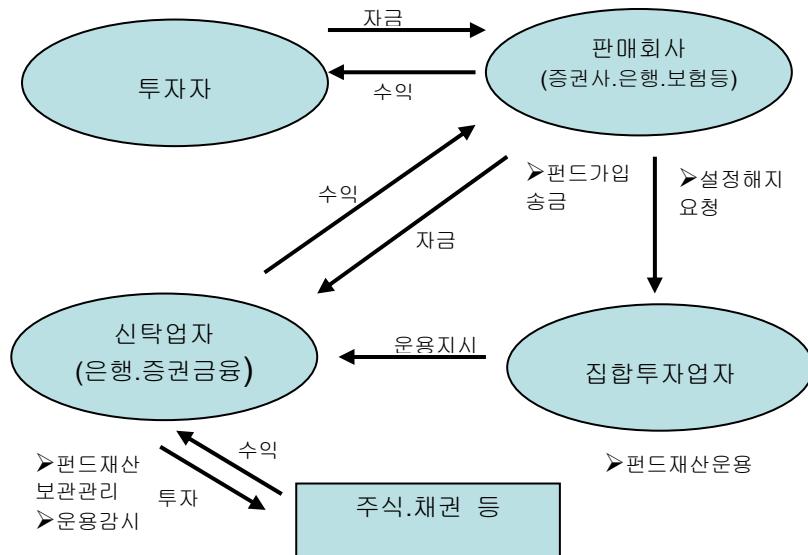 자금
투자자
판매회사
(증권사.은행.보험등)
수익
수익
자금
➢펀드가입
송금
➢설정해지
요청
신탁업자
(은행.증권금융)
운용지시
집합투자업자
➢펀드재산
보관관리
➢운용감시
수익
투자
➢펀드재산운용
주식.채권 등